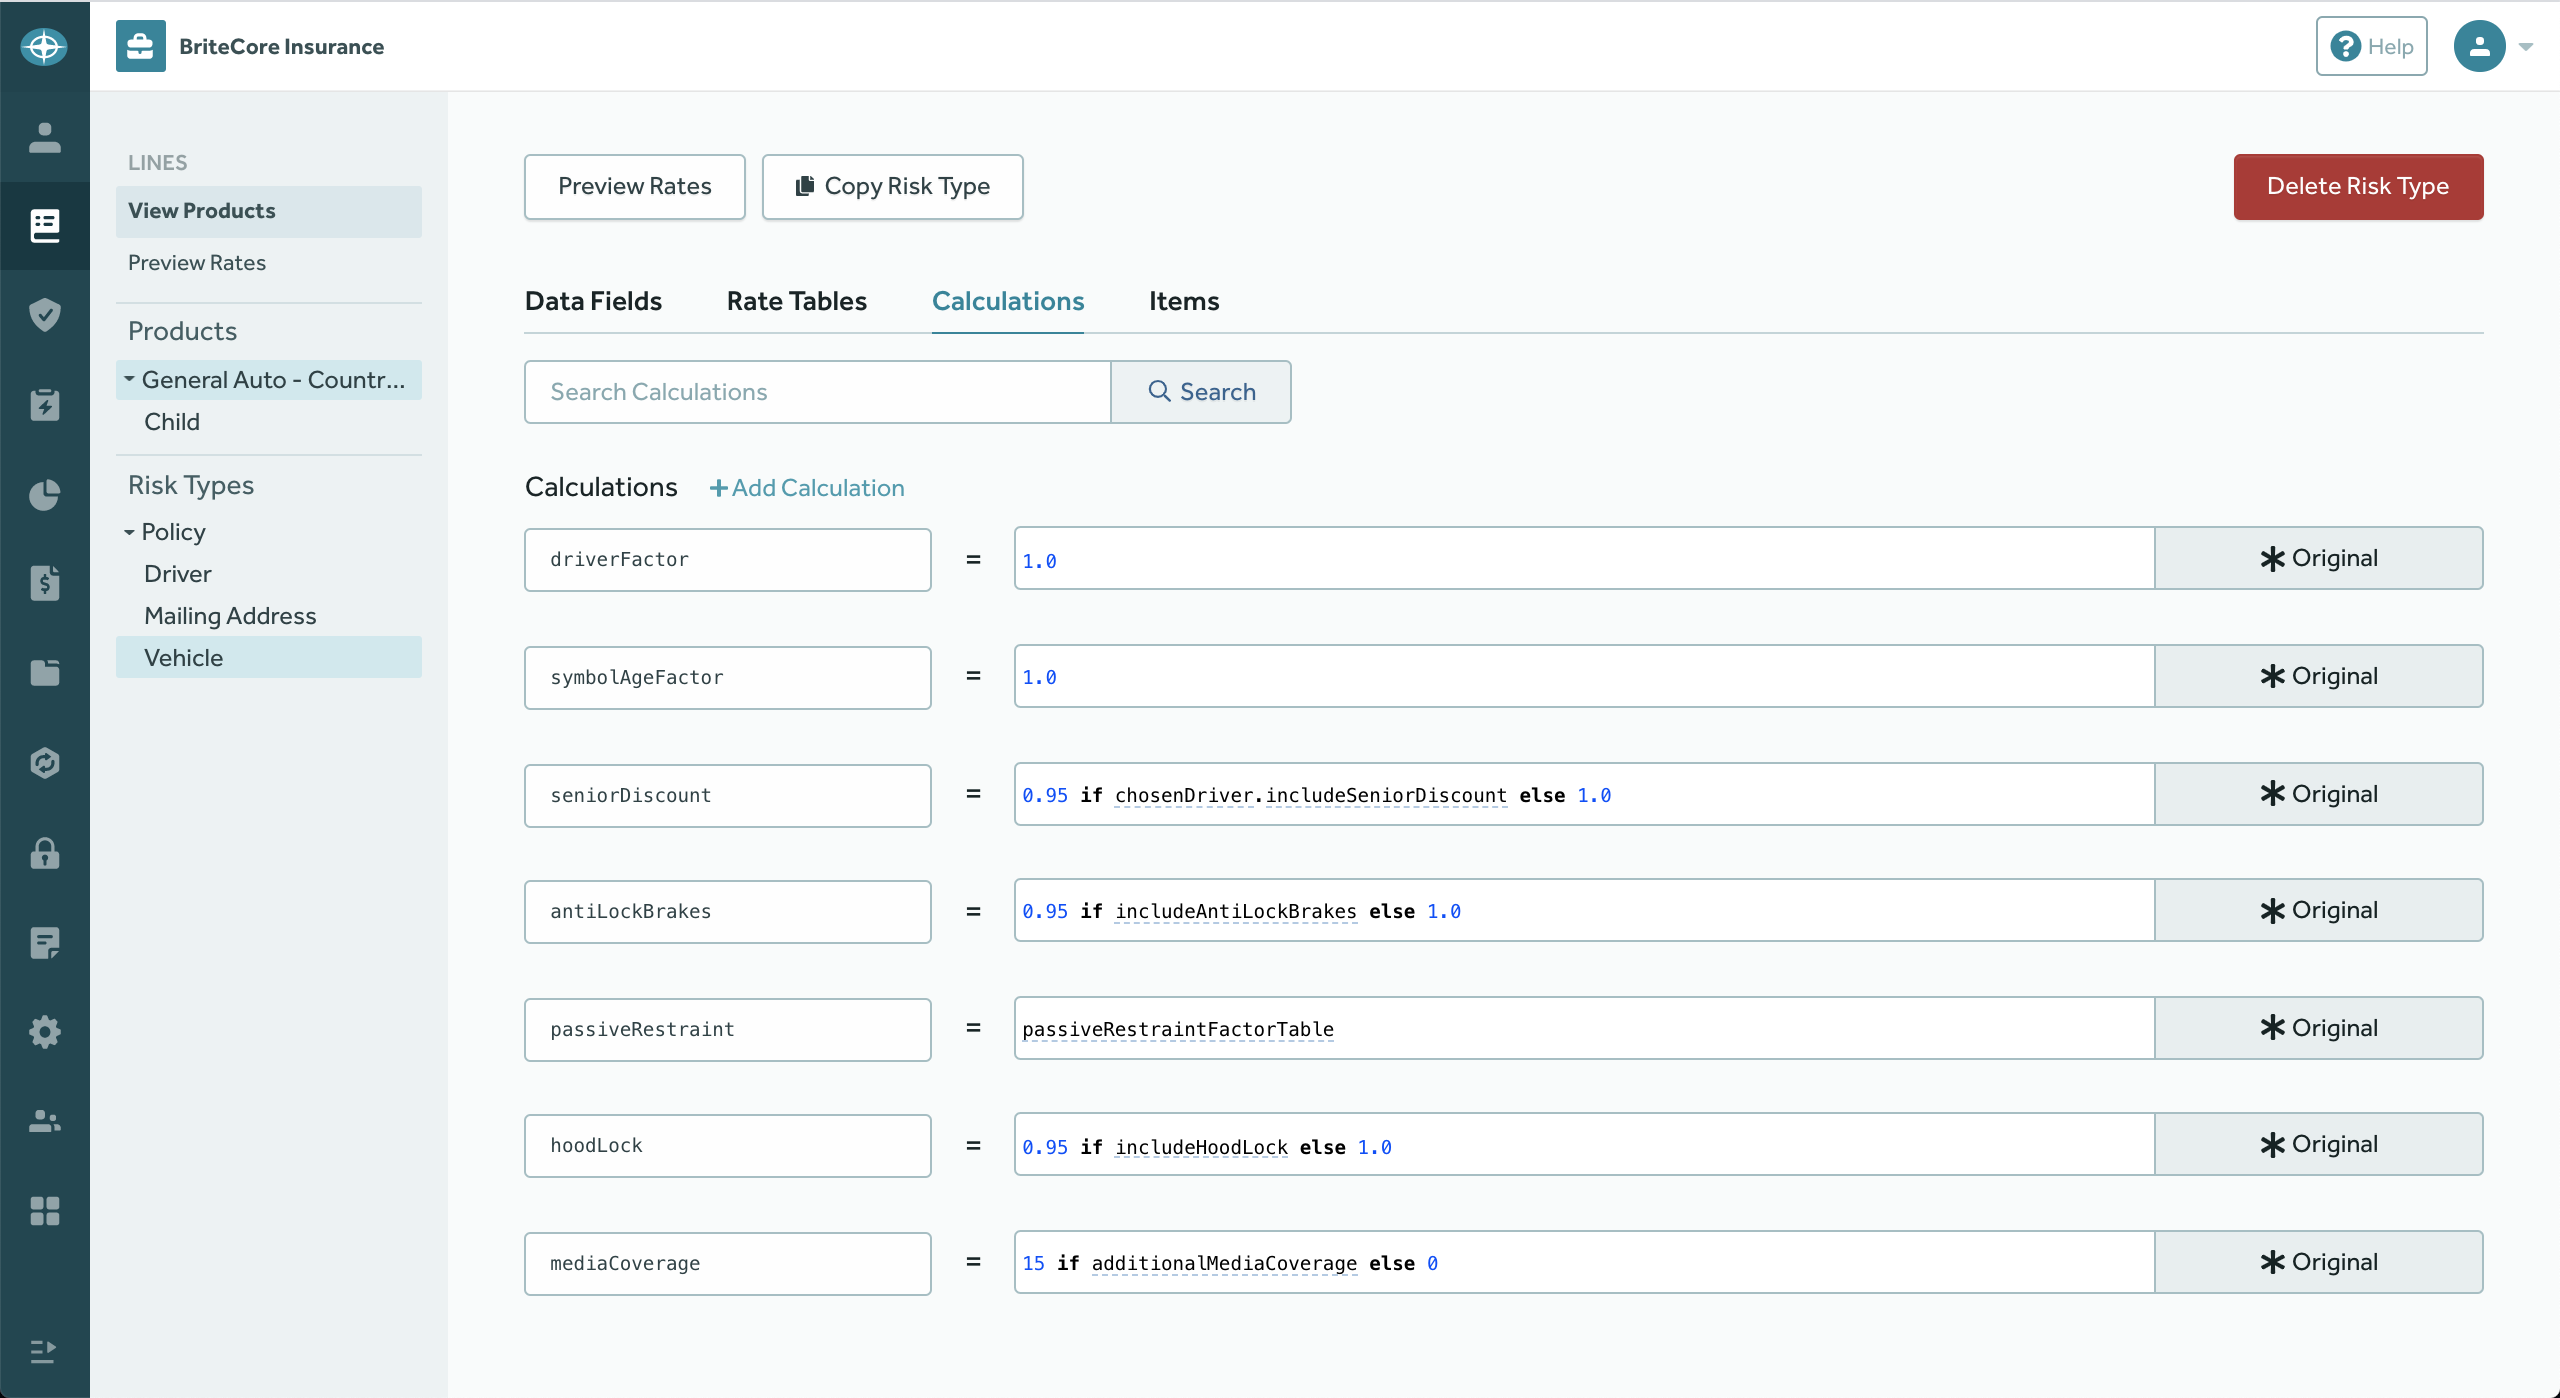 BriteCore Insurance
? Help
LINES
View Products
Preview Rates
Products
General Auto - Countr...
Child
Risk Types
Policy
Driver
Mailing Address
Vehicle
Preview Rates
Copy Risk Type
Delete Risk Type
Data Fields
Rate Tables
Calculations
Items
Search Calculations
Search
Calculations
+Add Calculation
driverFactor = 1.0 Original
symbolAgeFactor = 1.0 Original
seniorDiscount = 0.95 if chosenDriver.includeSeniorDiscount else 1.0 Original
antiLockBrakes = 0.95 if includeAntiLockBrakes else 1.0 Original
passiveRestraint = passiveRestraintFactorTable Original
hoodLock = 0.95 if includeHoodLock else 1.0 Original
mediaCoverage = 15 if additionalMediaCoverage else 0 Original